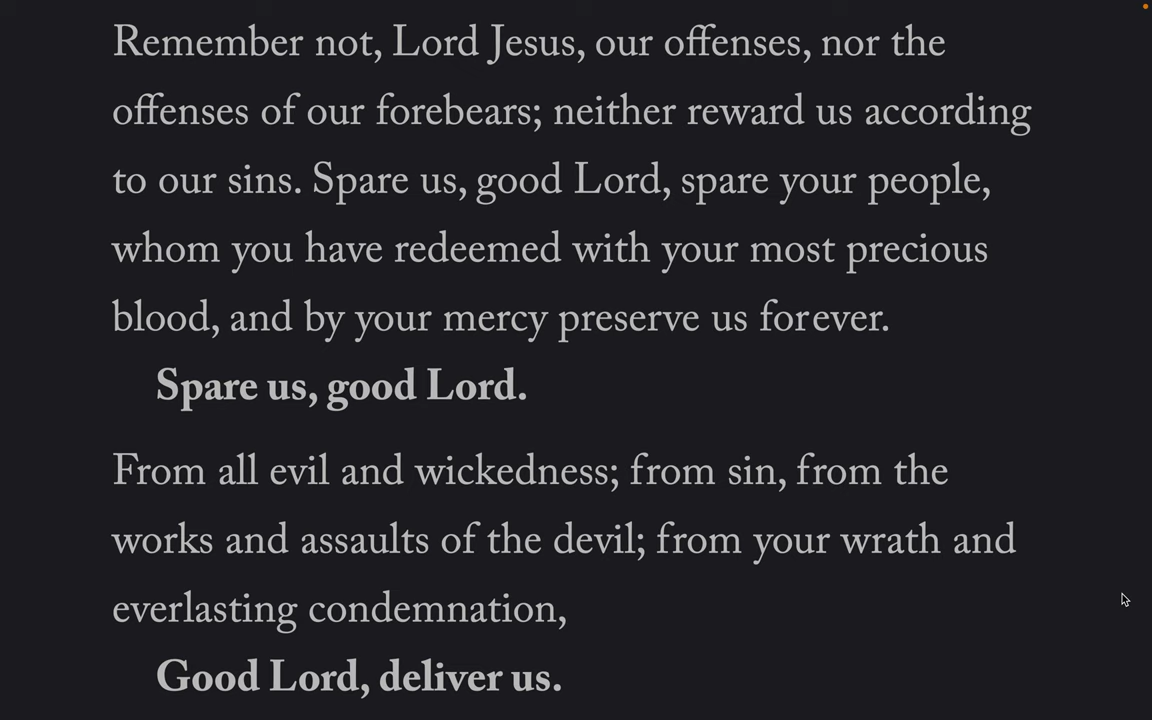 Remember not, Lord Jesus, our offenses, nor the
offenses of our forebears; neither reward us according
to our sins. Spare us, good Lord, spare your people,
whom you have redeemed with your most precious
blood, and by your mercy preserve us forever.
Spare us, good Lord.
From all evil and wickedness; from sin, from the
works and assaults of the devil; from your wrath and
everlasting condemnation,
Good Lord, deliver us.